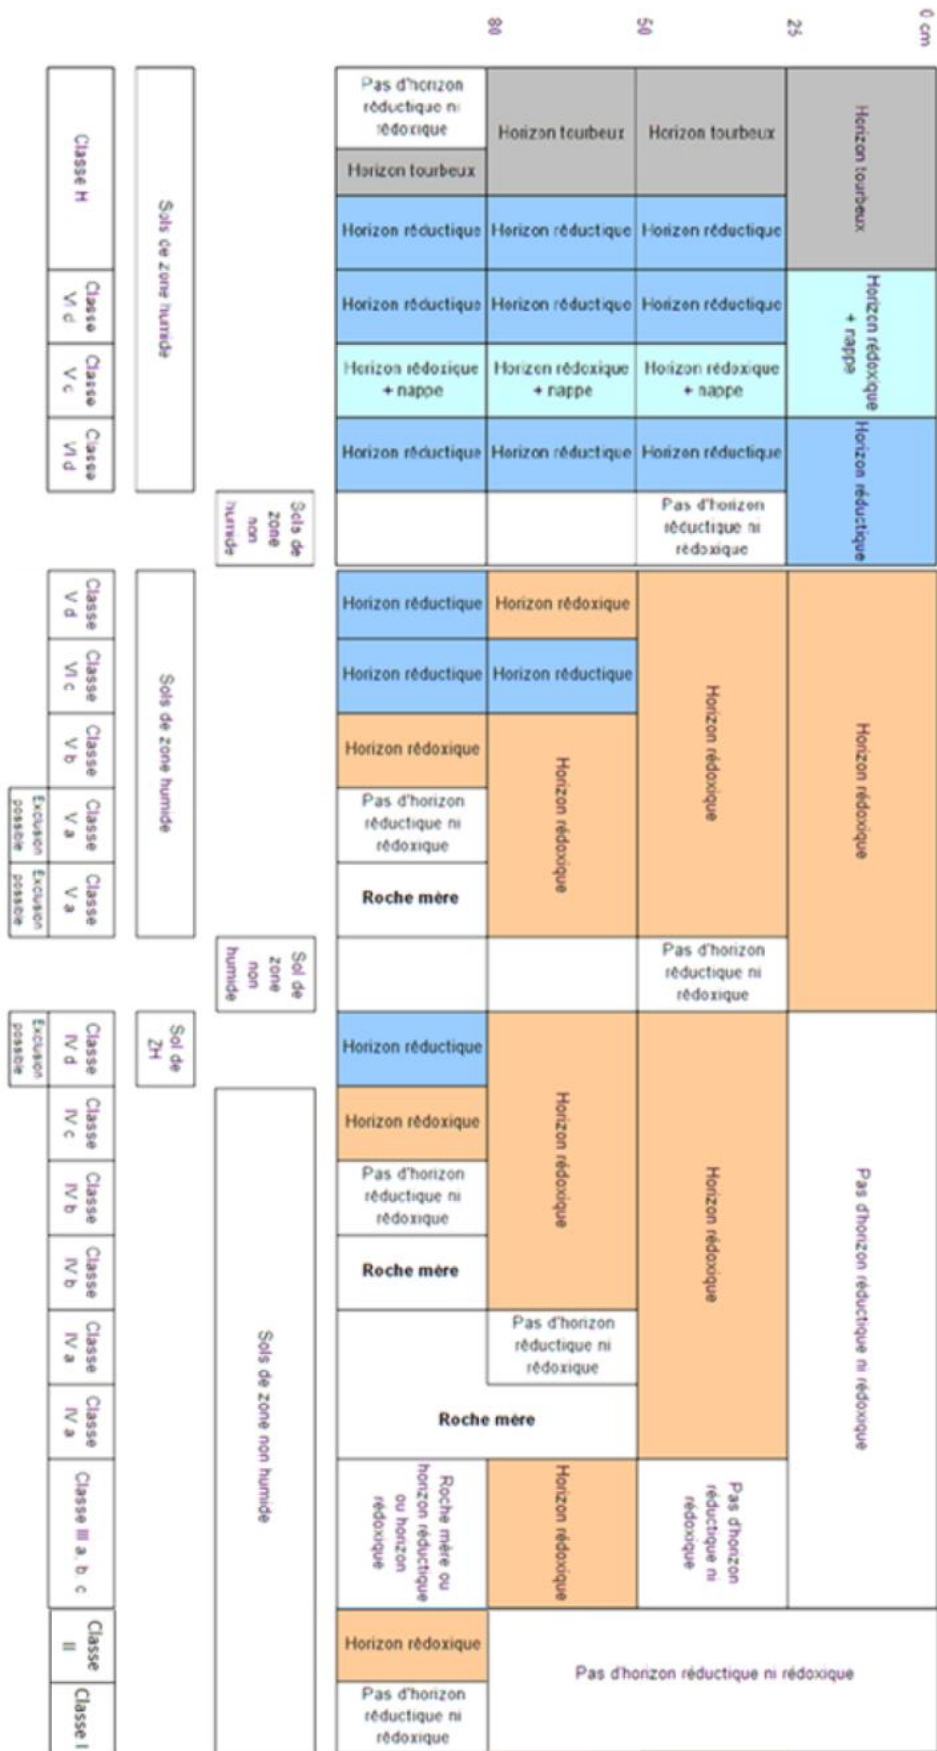 0 cm
Horizon tourbeux
Horizon rédoxique
+ nappe
Horizon réductique
Horizon rédoxique
Pas d'horizon réductique ni rédoxique
25
Horizon tourbeux
Horizon réductique
Horizon réductique
Horizon rédoxique
+ nappe
Horizon réductique
Pas d'horizon
réductique ni
rédoxique
Horizon rédoxique
Pas d'horizon
réductique ni
rédoxique
Horizon rédoxique
Pas d'horizon
réductique ni
rédoxique
Pas d'horizon réductique ni rédoxique
50
Horizon tourbeux
Horizon réductique
Horizon réductique
Horizon rédoxique
+ nappe
Horizon réductique
Horizon rédoxique
Horizon réductique
Horizon rédoxique
Horizon rédoxique
Pas d'horizon
réductique ni
rédoxique
Roche mère
Horizon rédoxique
80
Pas d'horizon
réductique ni
rédoxique
Horizon tourbeux
Horizon réductique
Horizon réductique
Horizon rédoxique
+ nappe
Horizon réductique
Horizon réductique
Horizon réductique
Horizon rédoxique
Pas d'horizon
réductique ni
rédoxique
Roche mère
Horizon réductique
Horizon rédoxique
Pas d'horizon
réductique ni
rédoxique
Roche mère
Roche mère ou
horizon réductique
ou horizon
rédoxique
Horizon rédoxique
Pas d'horizon
réductique ni
rédoxique
Sols de
zone
non
humide
Sol de
zone
non
humide
Sols de zone non humide
Sols de zone humide
Sols de zone humide
Sol de
ZH
Classe H
Classe
VI d
Classe
V c
Classe
VI d
Classe
V d
Classe
VI c
Classe
V b
Classe
V a
Classe
V a
Classe
IV d
Classe
IV c
Classe
IV b
Classe
IV b
Classe
IV a
Classe
IV a
Classe III a, b, c
Classe
II
Classe I
Exclusion
possible
Exclusion
possible
Exclusion
possible